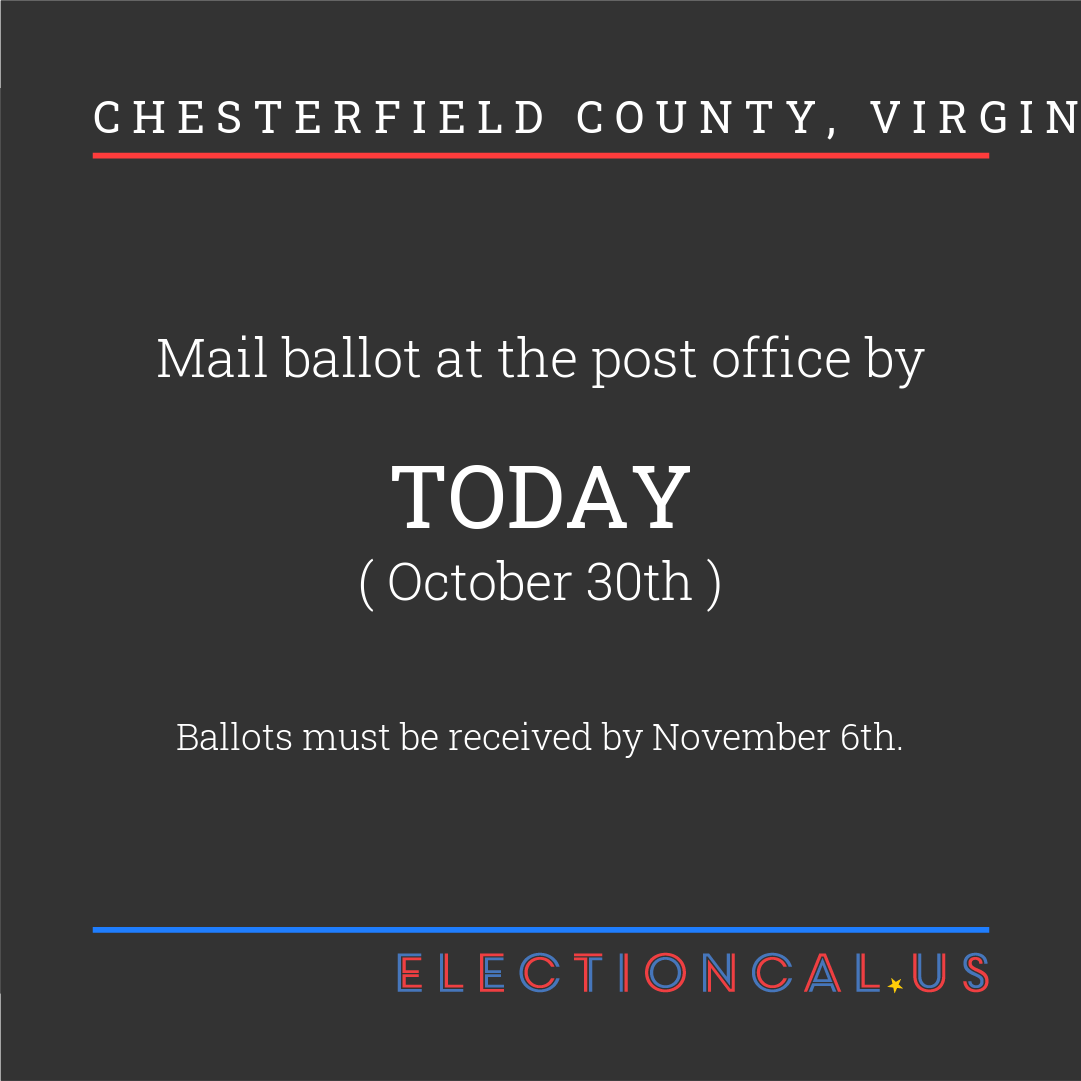 CHESTERFIELD COUNTY, VIRGIN
Mail ballot at the post office by
TODAY
( October 30th )
Ballots must be received by November 6th.
ELECTIONCAL.US